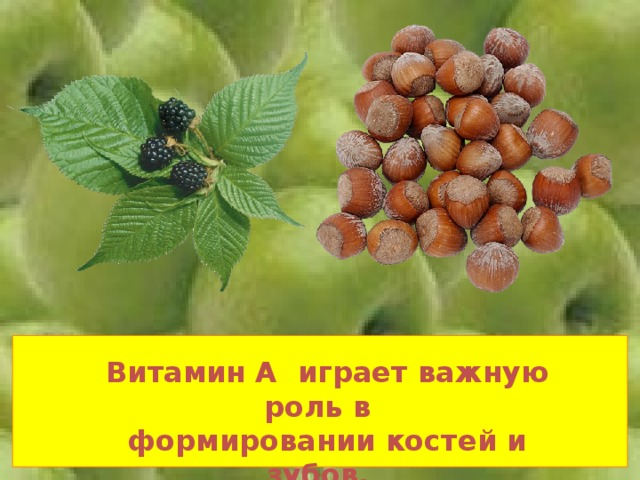 Витамин А играет важную
роль в
формировании костей и
зубов.